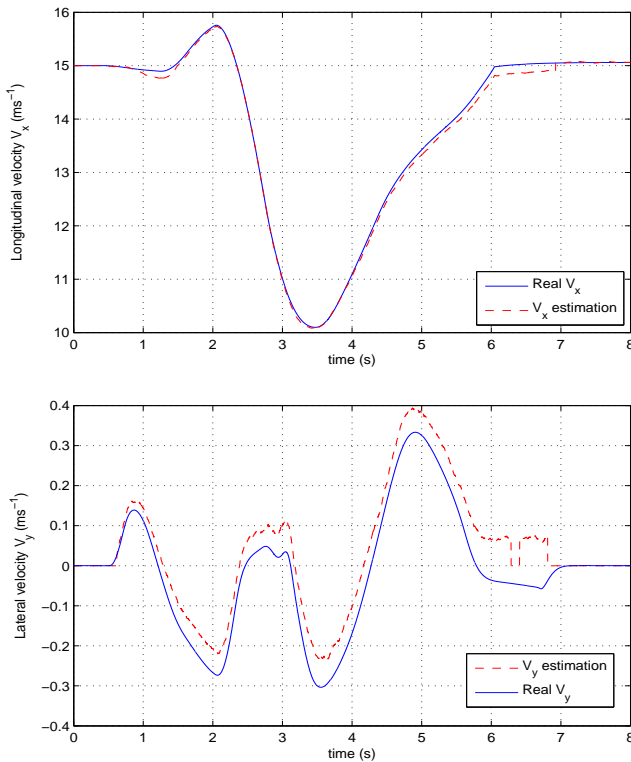 Longitudinal velocity V_x (ms^-1)
16
15
14
13
12
11
10
0 1 2 3 4 5 6 7 8
time (s)
Real V_x
V_x estimation
Lateral velocity V_y (ms^-1)
0.4
0.3
0.2
0.1
0
−0.1
−0.2
−0.3
−0.4
0 1 2 3 4 5 6 7 8
time (s)
V_y estimation
Real V_y